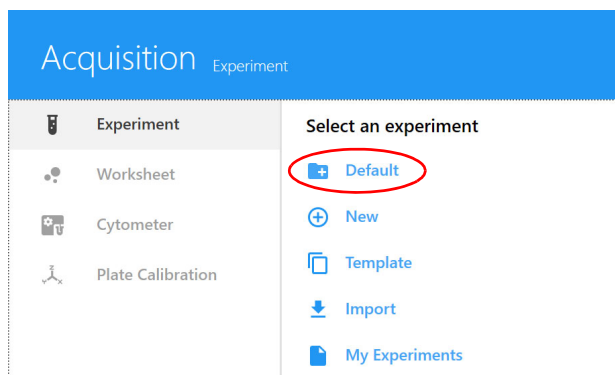 Acquisition Experiment
Experiment
Worksheet
Cytometer
Plate Calibration
Select an experiment
Default
New
Template
Import
My Experiments